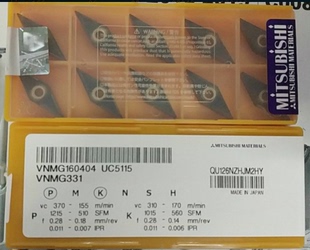 MITSUBISHI
MITSUBISHI MATERIALS
VNMG160404 UC5115
VNMG331
P M K N S H
QU126NZHJM2HY
MADE IN JAPAN
P
vc 370 - 155 m/min
1215 - 510 SFM
f 0.28 - 0.18 mm/rev
0.011 - 0.007 IPR
K
vc 310 - 170 m/min
1015 - 560 SFM
f 0.28 - 0.14 mm/rev
0.011 - 0.006 IPR